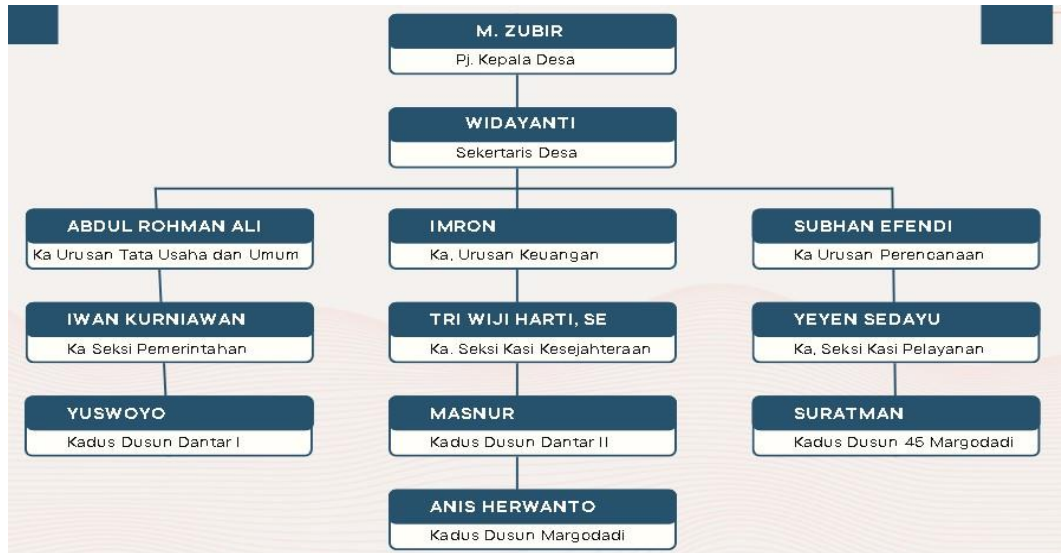 M. ZUBIR
Pj. Kepala Desa
WIDAYANTI
Sekertaris Desa
ABDUL ROHMAN ALI
Ka Urusan Tata Usaha dan Umum
IMRON
Ka, Urusan Keuangan
SUBHAN EFENDI
Ka Urusan Perencanaan
IWAN KURNIAWAN
Ka Seksi Pemerintahan
TRI WIJI HARTI, SE
Ka. Seksi Kasi Kesejahteraan
YEYEN SEDAYU
Ka, Seksi Kasi Pelayanan
YUSWOYO
Kadus Dusun Dantar I
MASNUR
Kadus Dusun Dantar II
SURATMAN
Kadus Dusun 45 Margodadi
ANIS HERWANTO
Kadus Dusun Margodadi